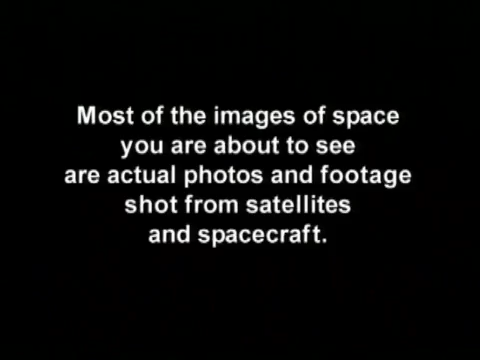 Most of the images of space
you are about to see
are actual photos and footage
shot from satellites
and spacecraft.